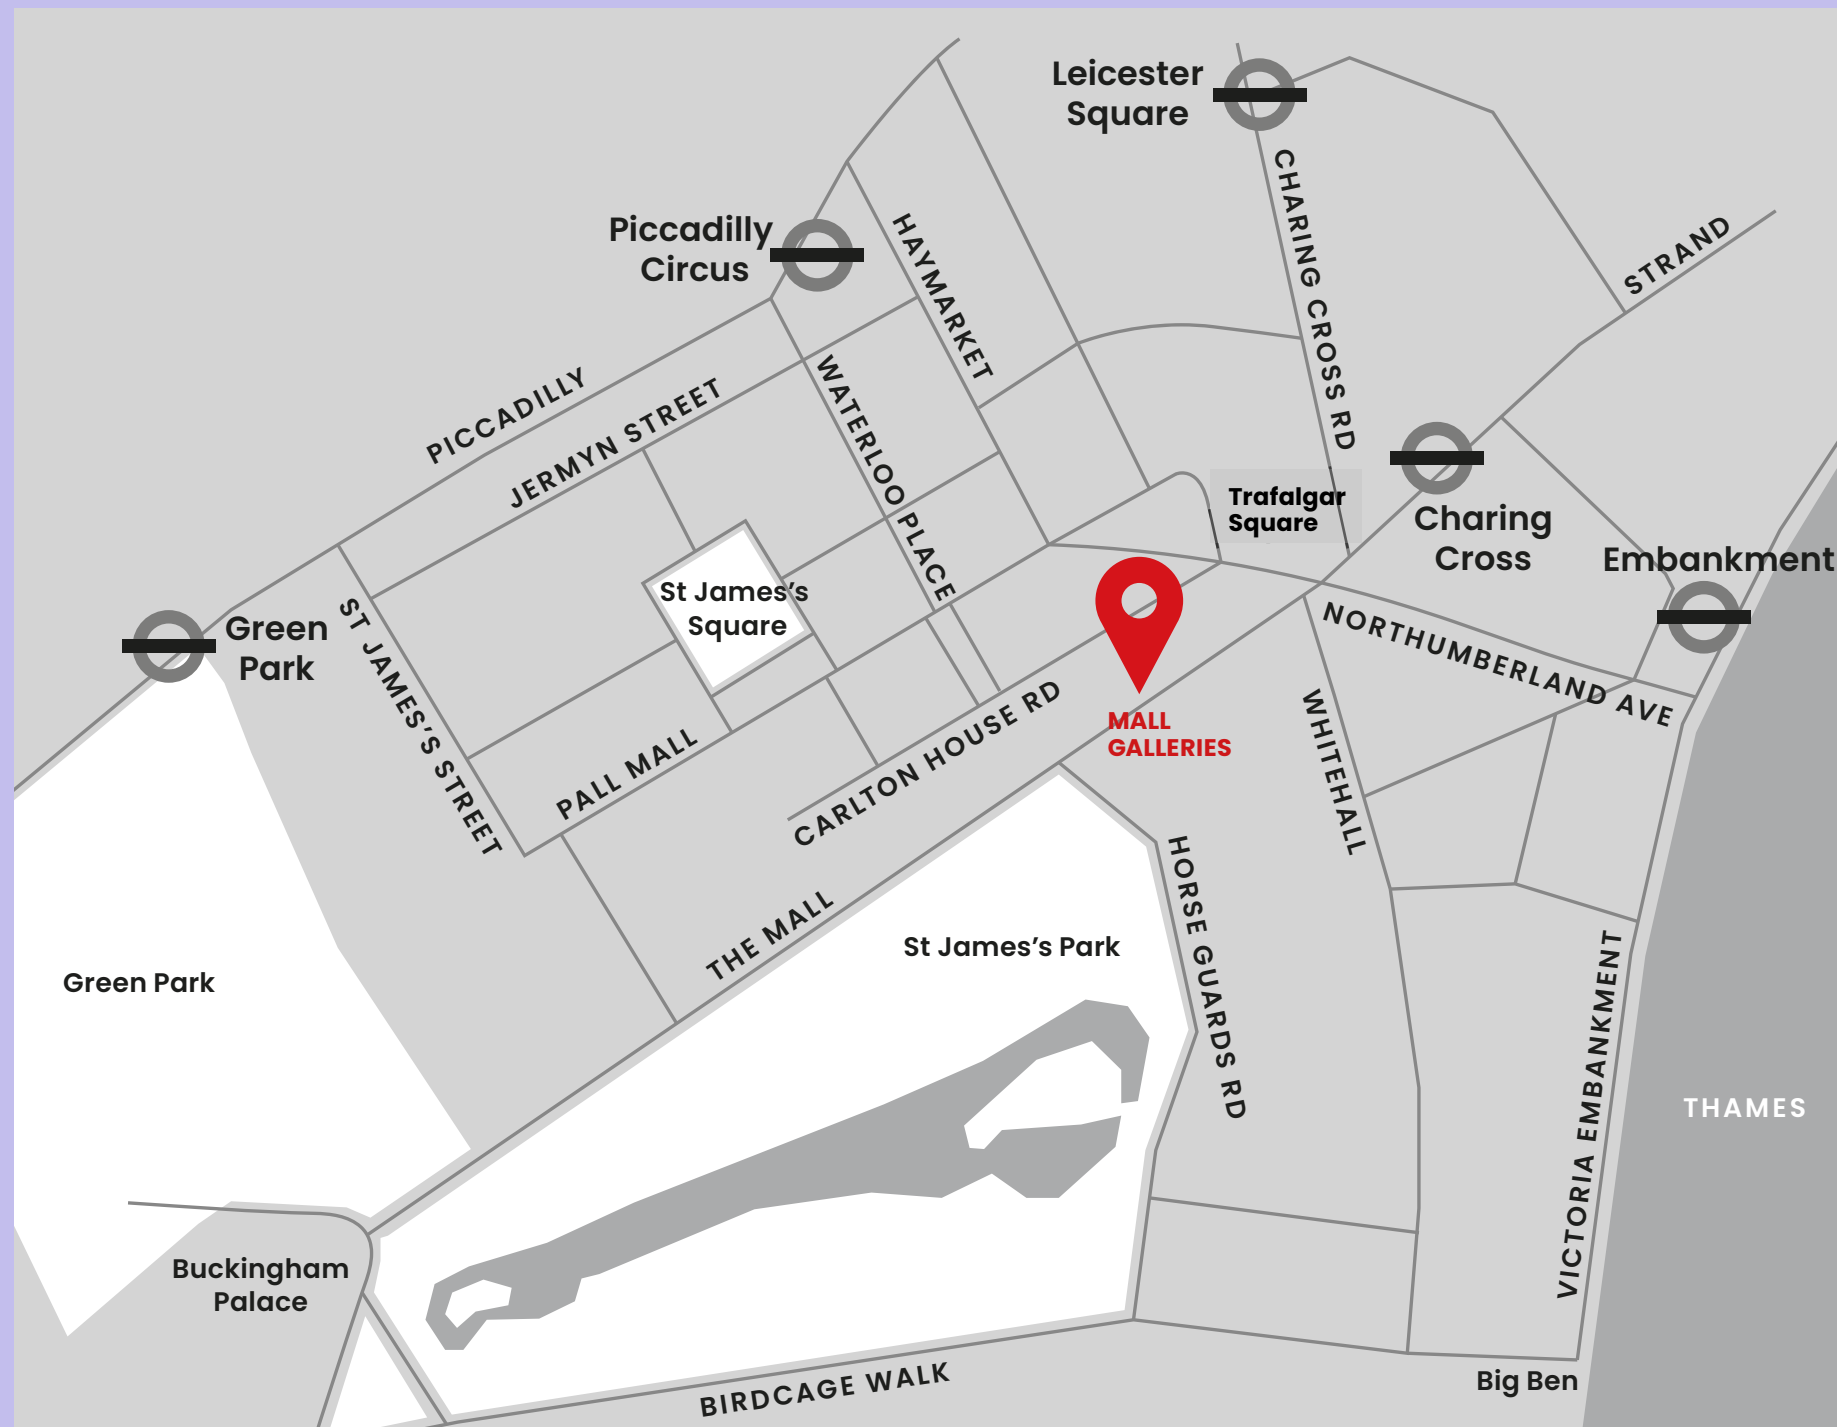 Leicester
Square
Piccadilly
Circus
HAYMARKET
CHARING CROSS RD
STRAND
PICCADILLY
JERMYN STREET
WATERLOO PLACE
Trafalgar
Square
Charing
Cross
Embankment
St James’s
Square
Green
Park
ST JAMES’S STREET
NORTHUMBERLAND AVE
PALL MALL
CARLTON HOUSE RD
MALL
GALLERIES
WHITEHALL
THE MALL
HORSE GUARDS RD
St James’s Park
Green Park
VICTORIA EMBANKMENT
THAMES
Buckingham
Palace
BIRDCAGE WALK
Big Ben